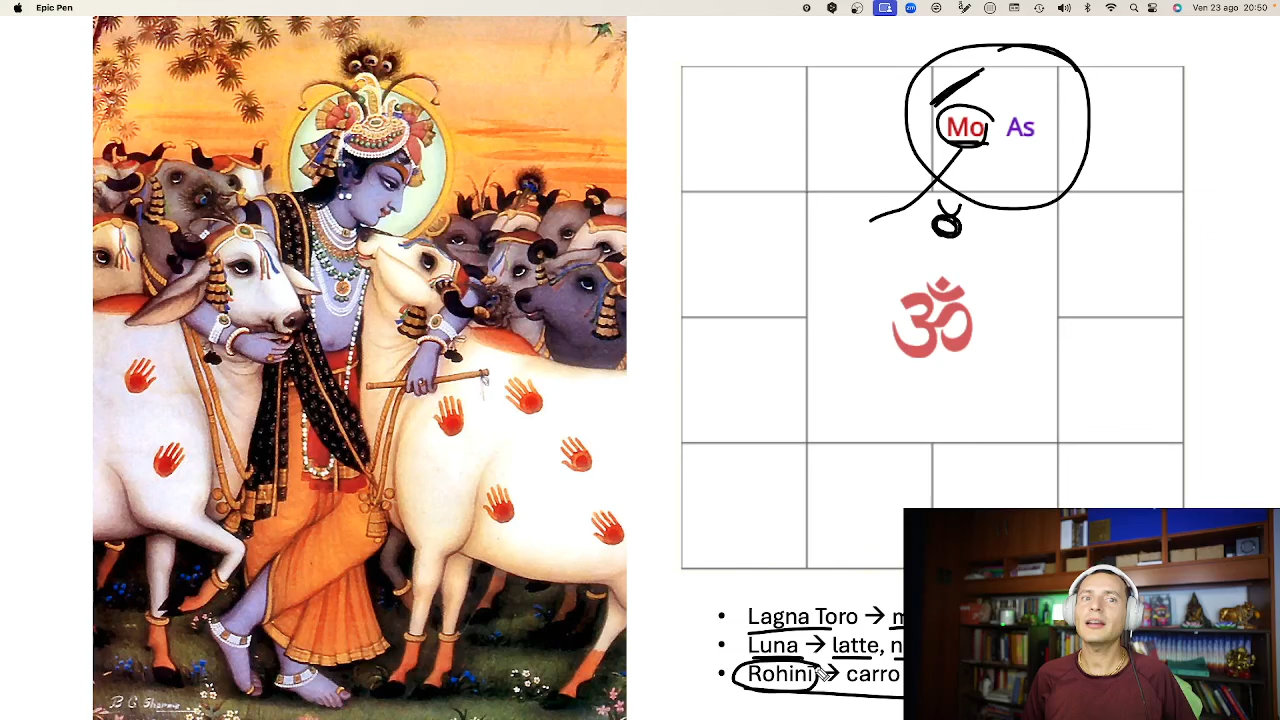 Epic Pen
Ven 23 ago 20:50
Mo As
ॐ
• Lagna Toro → m
• Luna → latte, n
• Rohini → carro
B G Sharma